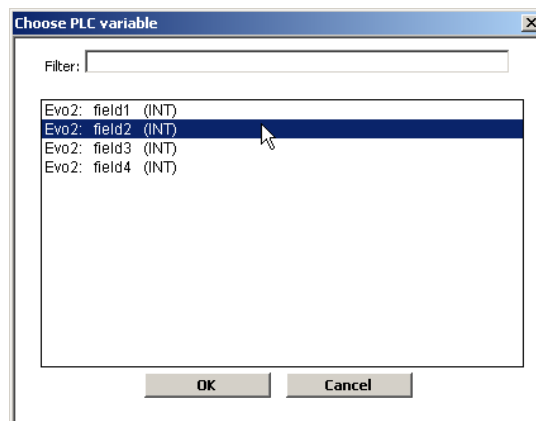 Choose PLC variable
Filter:
Evo2: field1 (INT)
Evo2: field2 (INT)
Evo2: field3 (INT)
Evo2: field4 (INT)
OK Cancel